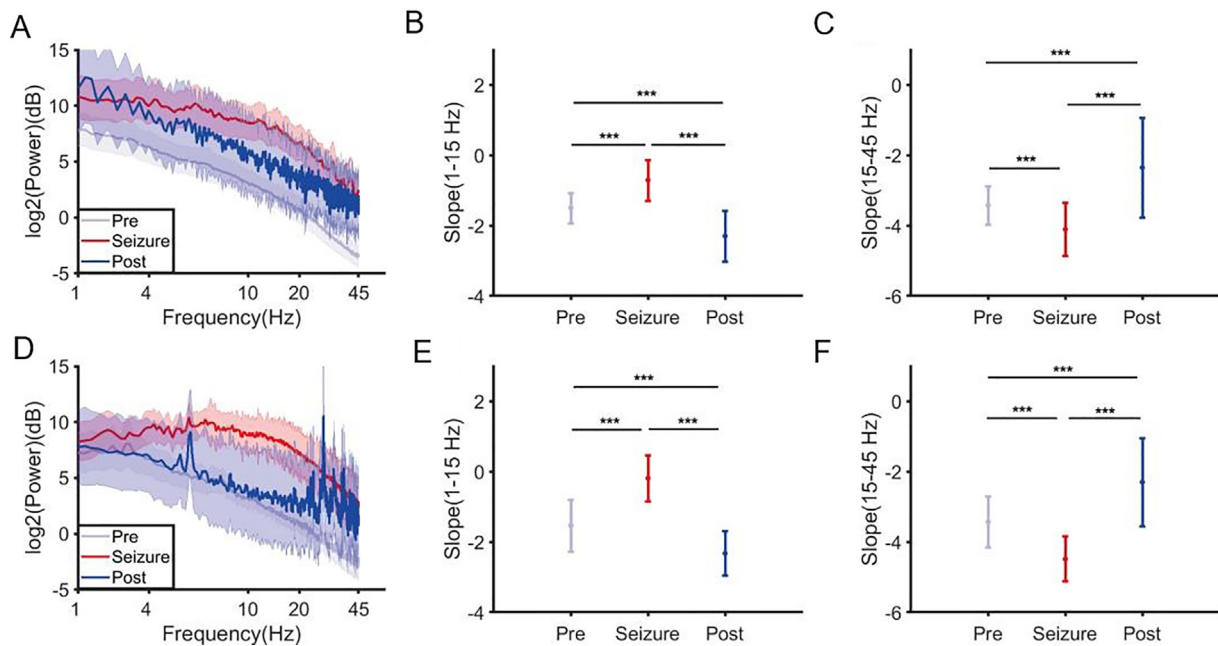 A
log2(Power)(dB)
15
10
5
0
-5
Pre
Seizure
Post
1
4
10
20
45
Frequency(Hz)
B
Slope(1-15 Hz)
2
0
-2
-4
***
***
***
Pre
Seizure
Post
C
Slope(15-45 Hz)
0
-2
-4
-6
***
***
***
Pre
Seizure
Post
D
log2(Power)(dB)
15
10
5
0
-5
Pre
Seizure
Post
1
4
10
20
45
Frequency(Hz)
E
Slope(1-15 Hz)
2
0
-2
-4
***
***
***
Pre
Seizure
Post
F
Slope(15-45 Hz)
0
-2
-4
-6
***
***
***
Pre
Seizure
Post